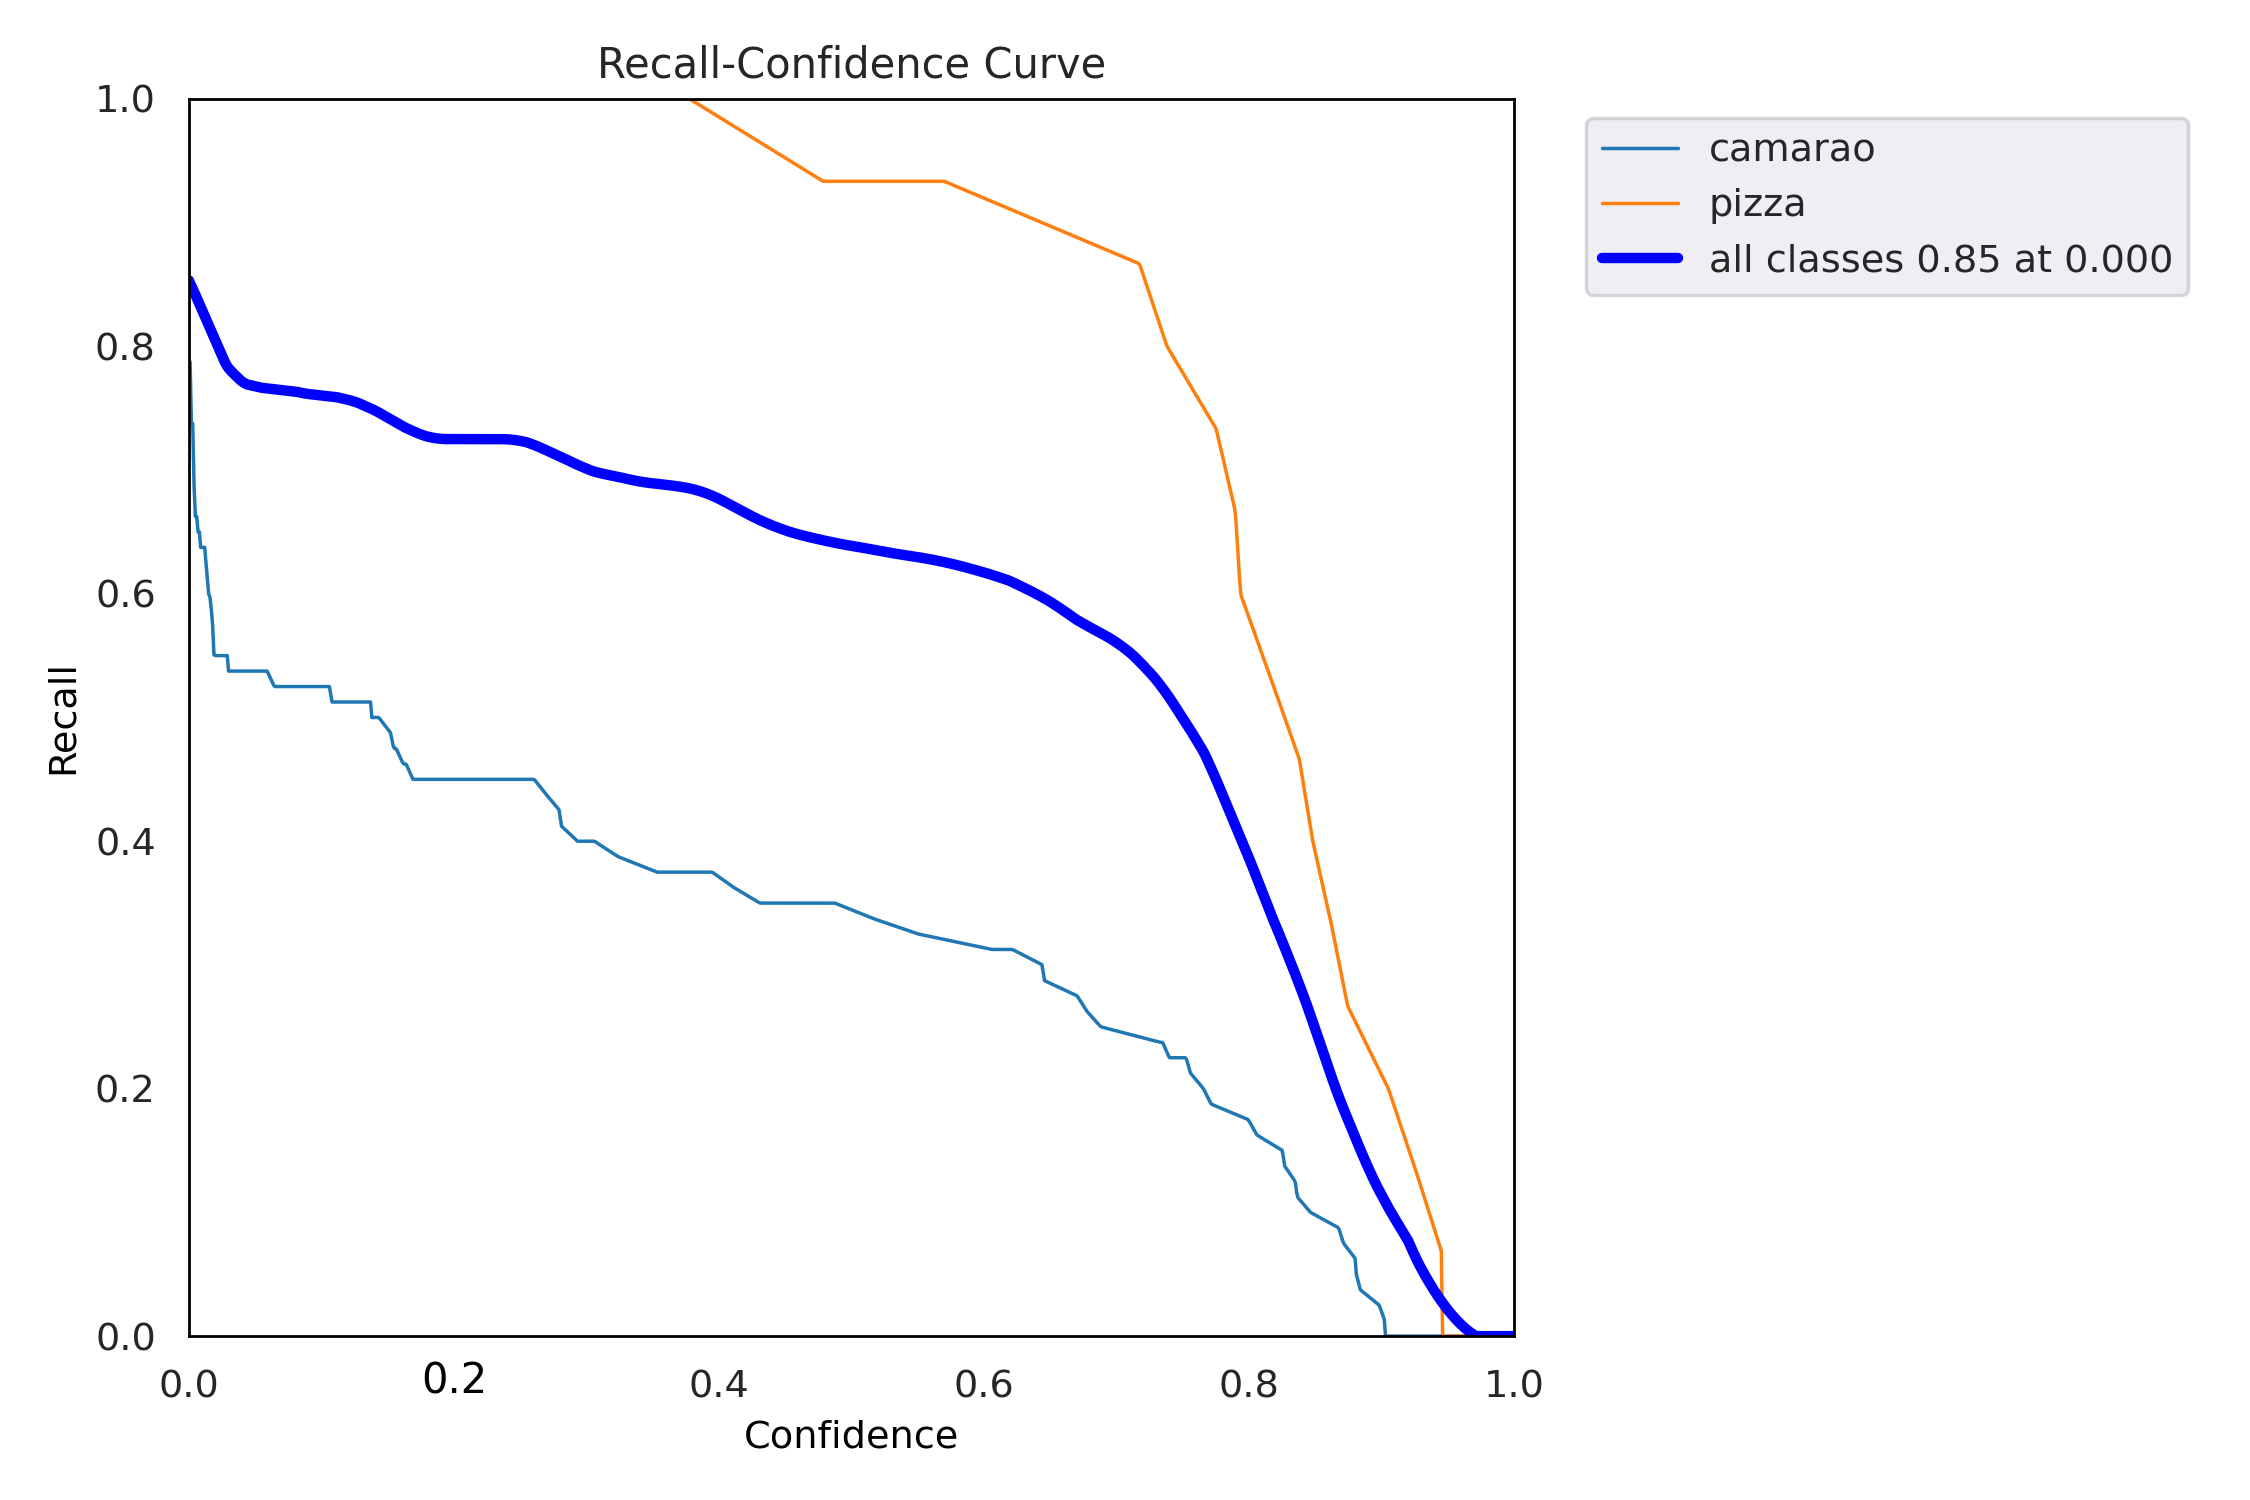 Recall-Confidence Curve
1.0
0.8
0.6
0.4
0.2
0.0
Recall
0.0 0.2 0.4 0.6 0.8 1.0
Confidence
camarao
pizza
all classes 0.85 at 0.000